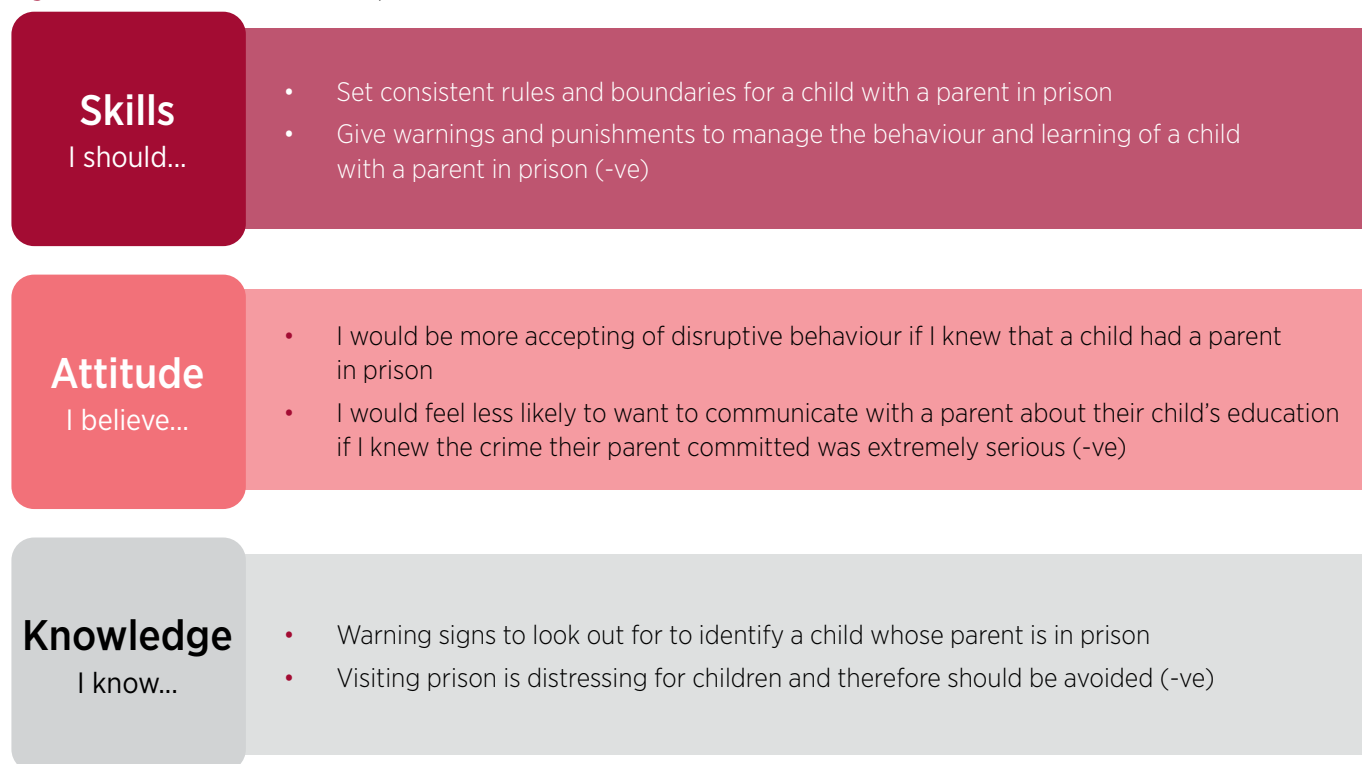 Skills
I should...
• Set consistent rules and boundaries for a child with a parent in prison
• Give warnings and punishments to manage the behaviour and learning of a child
with a parent in prison (-ve)
Attitude
I believe...
• I would be more accepting of disruptive behaviour if I knew that a child had a parent
in prison
• I would feel less likely to want to communicate with a parent about their child’s education
if I knew the crime their parent committed was extremely serious (-ve)
Knowledge
I know...
• Warning signs to look out for to identify a child whose parent is in prison
• Visiting prison is distressing for children and therefore should be avoided (-ve)